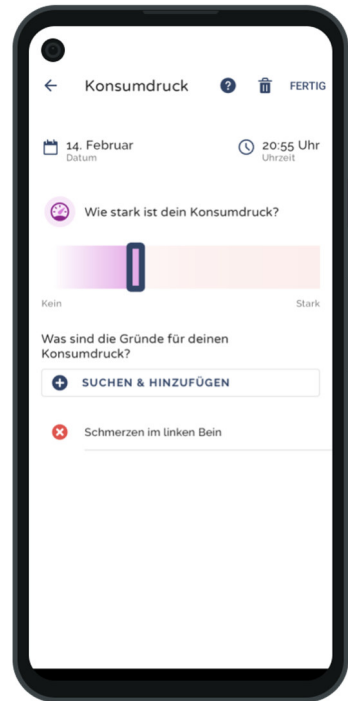 Konsumdruck
FERTIG
14. Februar
Datum
20:55 Uhr
Uhrzeit
Wie stark ist dein Konsumdruck?
Kein
Stark
Was sind die Gründe für deinen
Konsumdruck?
SUCHEN & HINZUFÜGEN
Schmerzen im linken Bein